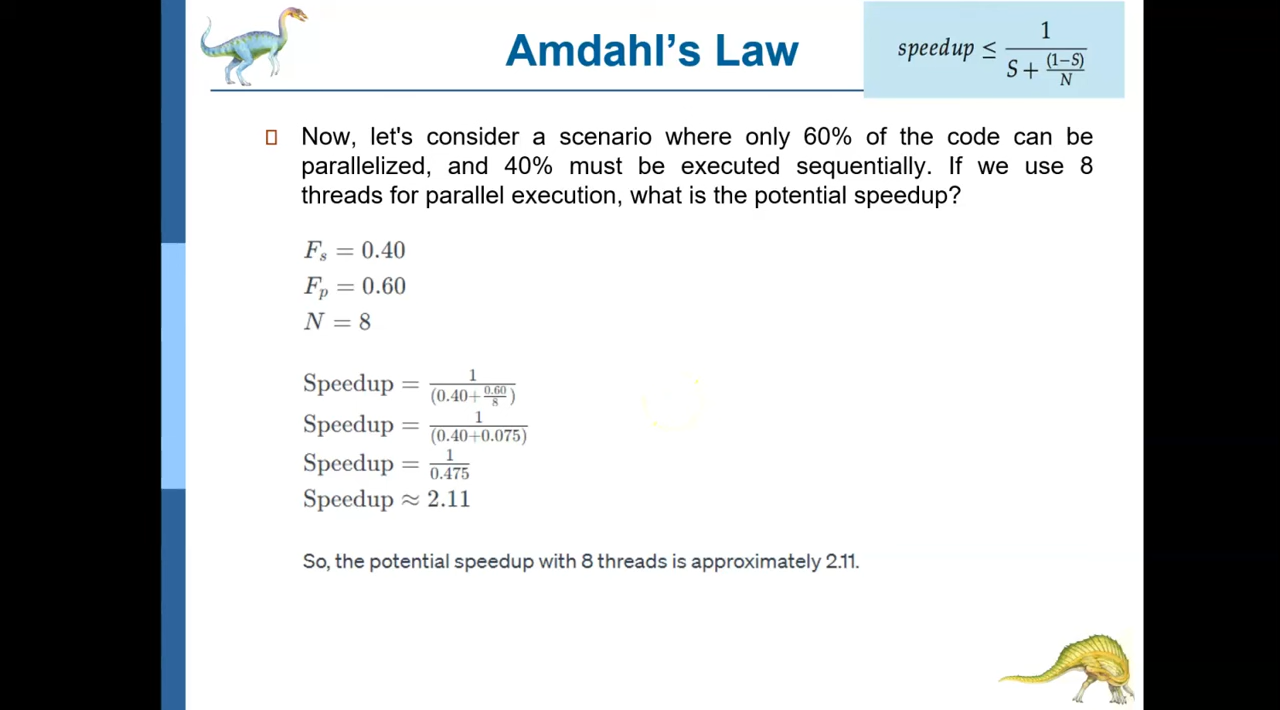 Amdahl's Law
speedup ≤ 1 / (S + (1−S)/N)
Now, let's consider a scenario where only 60% of the code can be
parallelized, and 40% must be executed sequentially. If we use 8
threads for parallel execution, what is the potential speedup?
Fₛ = 0.40
Fₚ = 0.60
N = 8
Speedup = 1 / (0.40+0.60/8)
Speedup = 1 / (0.40+0.075)
Speedup = 1 / 0.475
Speedup ≈ 2.11
So, the potential speedup with 8 threads is approximately 2.11.